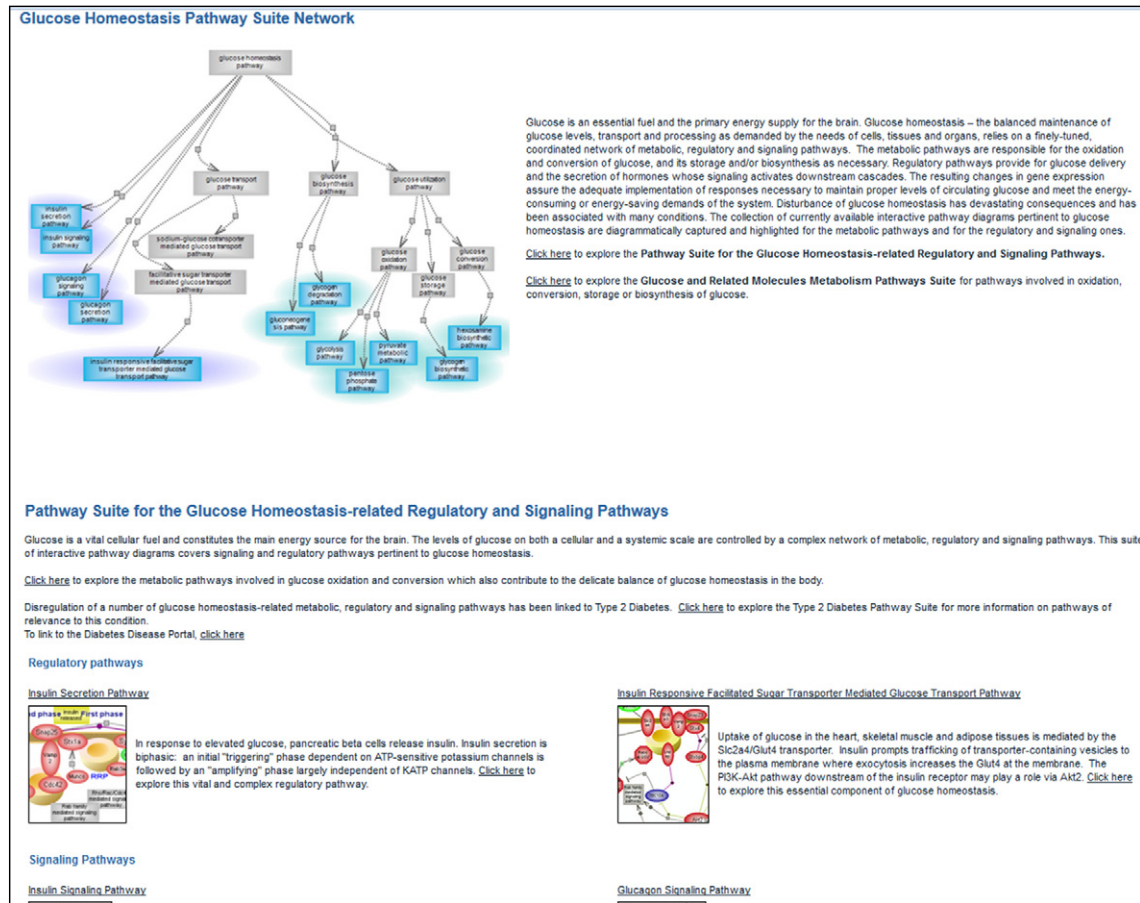 Glucose Homeostasis Pathway Suite Network
glucose homeostasis
pathway
glucose transport
pathway
glucose
biosynthesis
pathway
glucose utilization
pathway
insulin
secretion
pathway
insulin signaling
pathway
sodium-glucose cotransporter
mediated glucose transport
pathway
glucose
oxidation
pathway
glucose
conversion
pathway
glucagon
signaling
pathway
facilitative sugar transporter
mediated glucose transport
pathway
glucose
storage
pathway
glycogen
degradation
pathway
glucagon
secretion
pathway
gluconeogene
sis pathway
hexosamine
biosynthetic
pathway
glycolysis
pathway
pyruvate
metabolic
pathway
insulin responsive facilitative sugar
transporter mediated glucose
transport pathway
glycogen
biosynthetic
pathway
pentose
phosphate
pathway
Glucose is an essential fuel and the primary energy supply for the brain. Glucose homeostasis – the balanced maintenance of
glucose levels, transport and processing as demanded by the needs of cells, tissues and organs, relies on a finely-tuned,
coordinated network of metabolic, regulatory and signaling pathways. The metabolic pathways are responsible for the oxidation
and conversion of glucose, and its storage and/or biosynthesis as necessary. Regulatory pathways provide for glucose delivery
and the secretion of hormones whose signaling activates downstream cascades. The resulting changes in gene expression
assure the adequate implementation of responses necessary to maintain proper levels of circulating glucose and meet the energy-
consuming or energy-saving demands of the system. Disturbance of glucose homeostasis has devastating consequences and has
been associated with many conditions. The collection of currently available interactive pathway diagrams pertinent to glucose
homeostasis are diagrammatically captured and highlighted for the metabolic pathways and for the regulatory and signaling ones.
Click here to explore the Pathway Suite for the Glucose Homeostasis-related Regulatory and Signaling Pathways.
Click here to explore the Glucose and Related Molecules Metabolism Pathways Suite for pathways involved in oxidation,
conversion, storage or biosynthesis of glucose.
Pathway Suite for the Glucose Homeostasis-related Regulatory and Signaling Pathways
Glucose is a vital cellular fuel and constitutes the main energy source for the brain. The levels of glucose on both a cellular and a systemic scale are controlled by a complex network of metabolic, regulatory and signaling pathways. This suite
of interactive pathway diagrams covers signaling and regulatory pathways pertinent to glucose homeostasis.
Click here to explore the metabolic pathways involved in glucose oxidation and conversion which also contribute to the delicate balance of glucose homeostasis in the body.
Disregulation of a number of glucose homeostasis-related metabolic, regulatory and signaling pathways has been linked to Type 2 Diabetes. Click here to explore the Type 2 Diabetes Pathway Suite for more information on pathways of
relevance to this condition.
To link to the Diabetes Disease Portal, click here
Regulatory pathways
Insulin Secretion Pathway
ed phase
insulin
released
First phase
Snap25
Stx1a
Vamp
2
Munc
RRP
Cdc42
Rho/Rac/Cdc4
mediated signal
pathway
Rab family
mediated signaling
pathway
In response to elevated glucose, pancreatic beta cells release insulin. Insulin secretion is
biphasic: an initial "triggering" phase dependent on ATP-sensitive potassium channels is
followed by an "amplifying" phase largely independent of KATP channels. Click here to
explore this vital and complex regulatory pathway.
Insulin Responsive Facilitated Sugar Transporter Mediated Glucose Transport Pathway
Uptake of glucose in the heart, skeletal muscle and adipose tissues is mediated by the
Slc2a4/Glut4 transporter. Insulin prompts trafficking of transporter-containing vesicles to
the plasma membrane where exocytosis increases the Glut4 at the membrane. The
PI3K-Akt pathway downstream of the insulin receptor may play a role via Akt2. Click here
to explore this essential component of glucose homeostasis.
Signaling Pathways
Insulin Signaling Pathway
Glucagon Signaling Pathway